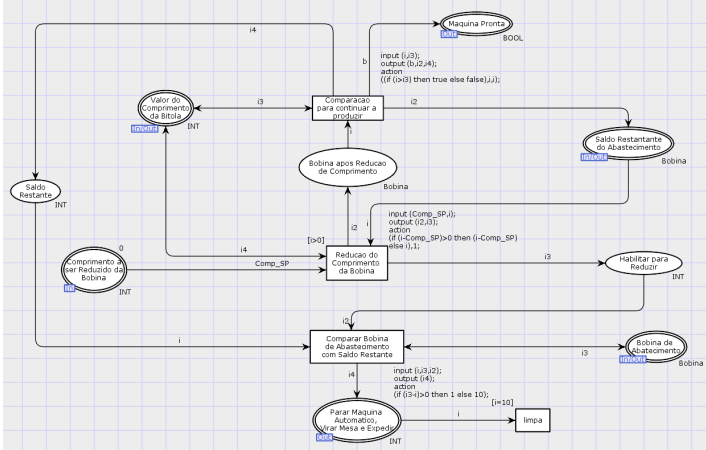 i4
Maquina Pronta
Out
BOOL
b
input (i,i3);
output (b,i2,i4);
action
((if (i>i3) then true else false),i,i);
Valor do
Comprimento
da Bitola
In/Out
INT
i3
Comparacao
para continuar a
produzir
i2
i
Saldo Restantante
do Abastecimento
In/Out
Bobina
Bobina apos Reducao
de Comprimento
Bobina
Saldo
Restante
INT
i2
i
input (Comp_SP,i);
output (i2,i3);
action
(if (i-Comp_SP)>0 then (i-Comp_SP)
else i),1;
[i>0]
i4
0
Comprimento a
ser Reduzido da
Bobina
In
INT
Comp_SP
Reducao do
Comprimento
da Bobina
i3
Habilitar para
Reduzir
INT
i2
i
Comparar Bobina
de Abastecimento
com Saldo Restante
i3
Bobina de
Abatecimento
In/Out
Bobina
i4
input (i,i3,i2);
output (i4);
action
(if (i3-i)>0 then 1 else 10);
Parar Maquina
Automatico,
Virar Mesa e Expedir
Out
INT
i
[i=10]
limpa